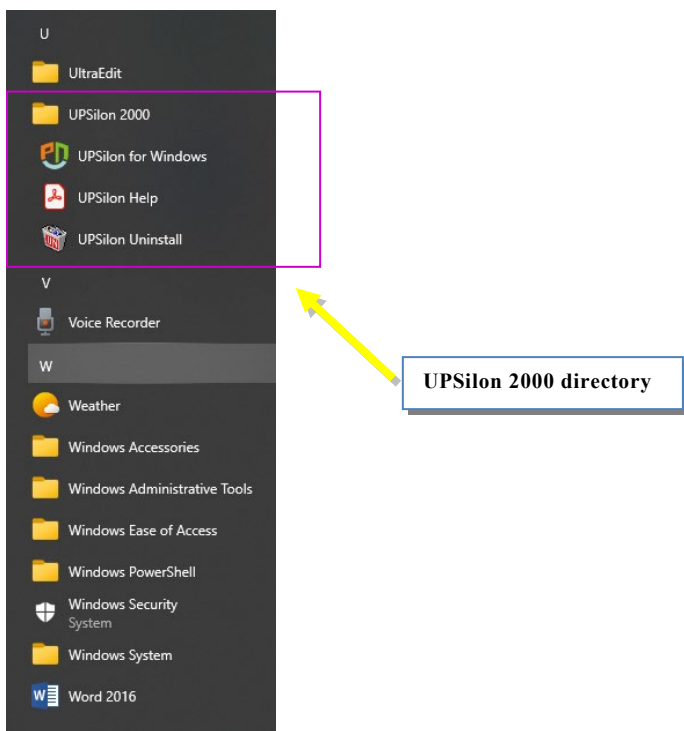 U
UltraEdit
UPSilon 2000
UPSilon for Windows
UPSilon Help
UPSilon Uninstall
V
Voice Recorder
W
UPSilon 2000 directory
Weather
Windows Accessories
Windows Administrative Tools
Windows Ease of Access
Windows PowerShell
Windows Security
System
Windows System
Word 2016